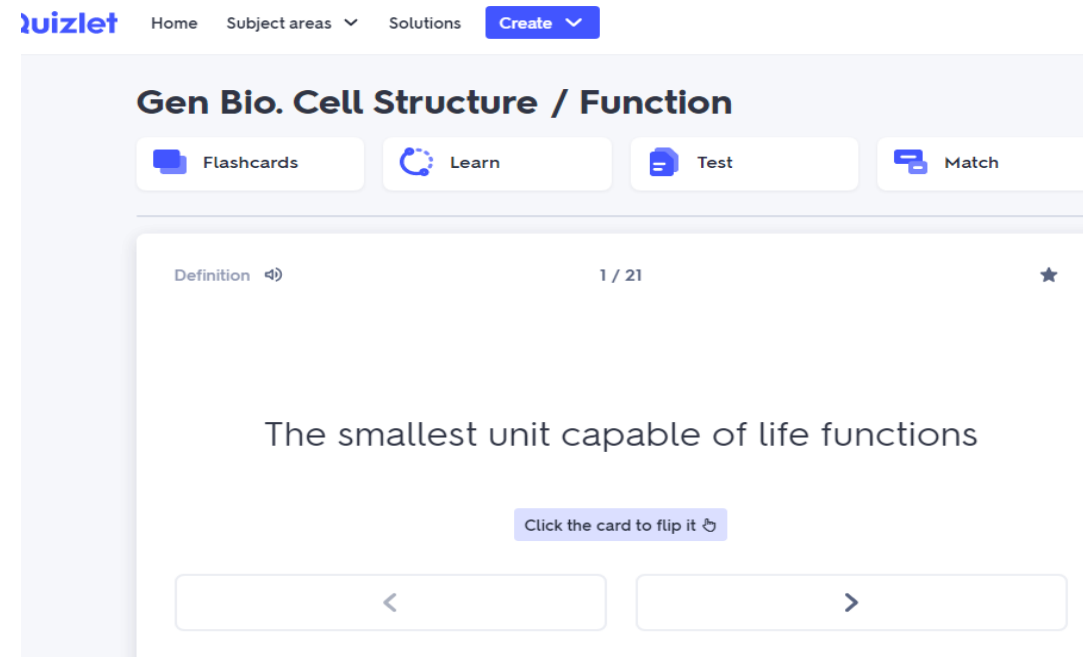 Quizlet Home Subject areas Solutions Create
Gen Bio. Cell Structure / Function
Flashcards Learn Test Match
Definition 1 / 21
The smallest unit capable of life functions
Click the card to flip it